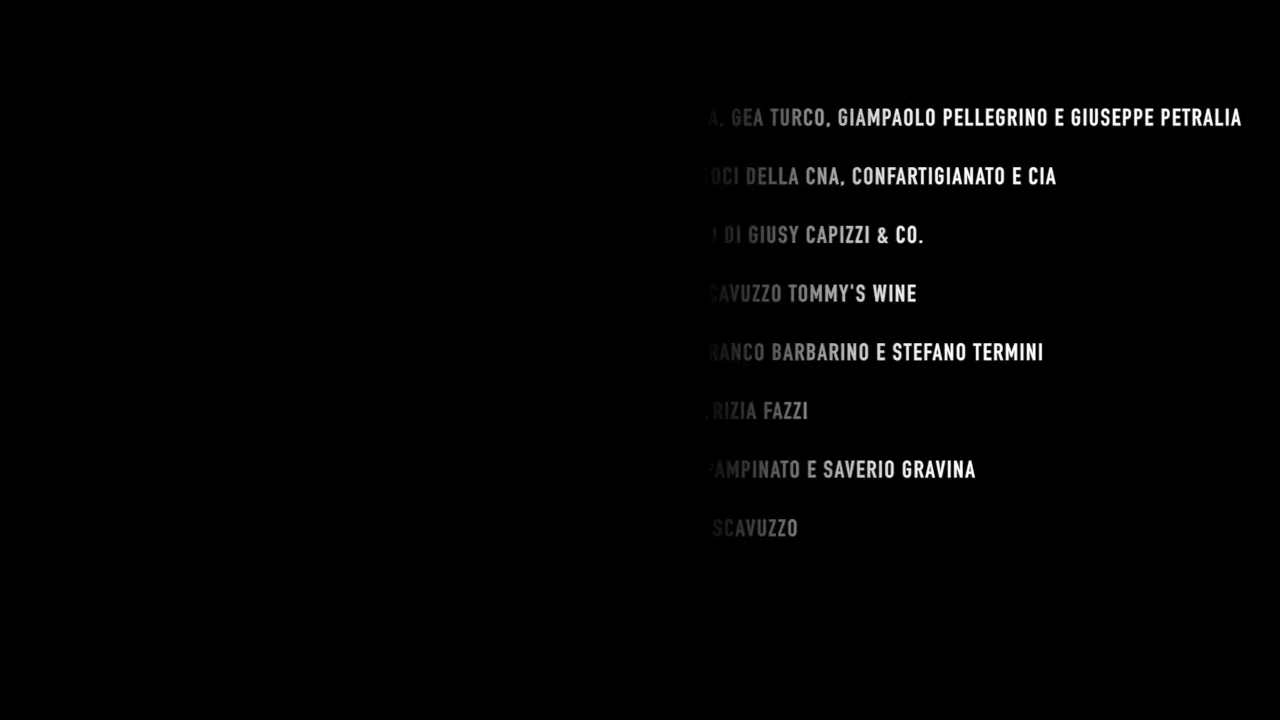 GEA TURCO, GIAMPAOLO PELLEGRINO E GIUSEPPE PETRALIA
DELLA CNA, CONFARTIGIANATO E CIA
DI GIUSY CAPIZZI & CO.
TOMMY'S WINE
BARBARINO E STEFANO TERMINI
FAZZI
E SAVERIO GRAVINA
SCAVUZZO